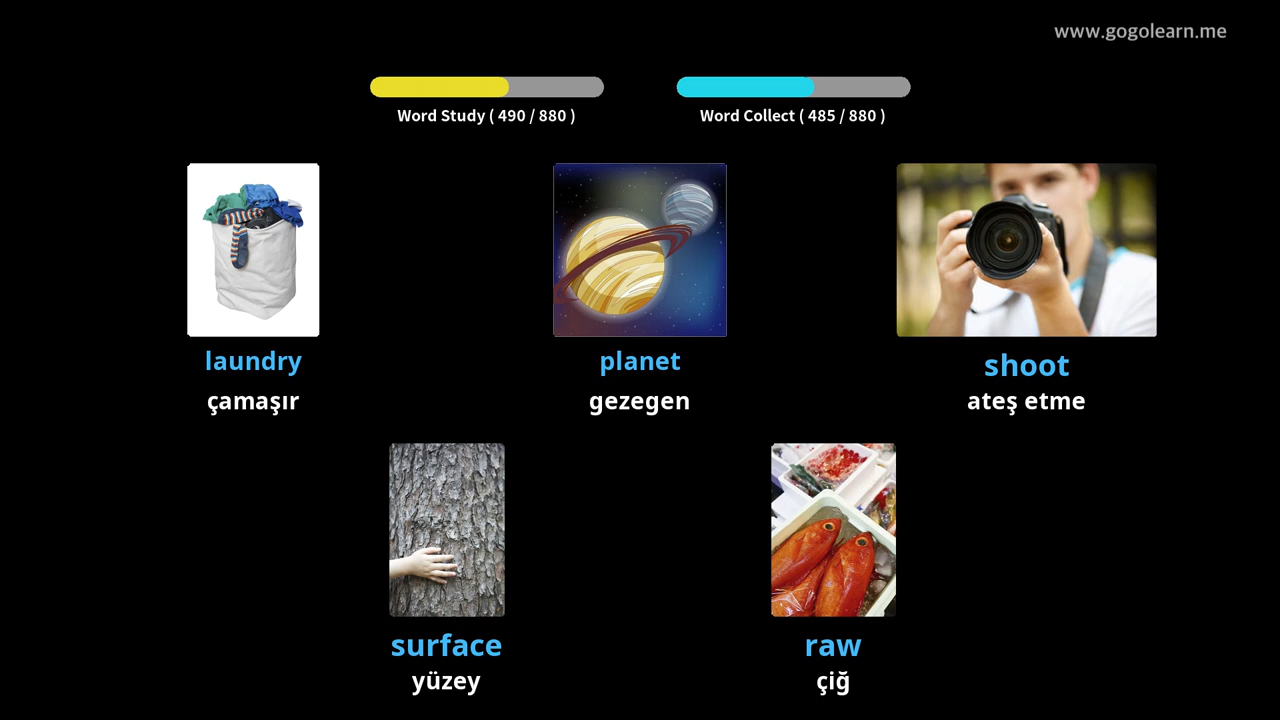 www.gogolearn.me
Word Study ( 490 / 880 )
Word Collect ( 485 / 880 )
laundry
çamaşır
planet
gezegen
shoot
ateş etme
surface
yüzey
raw
çiğ